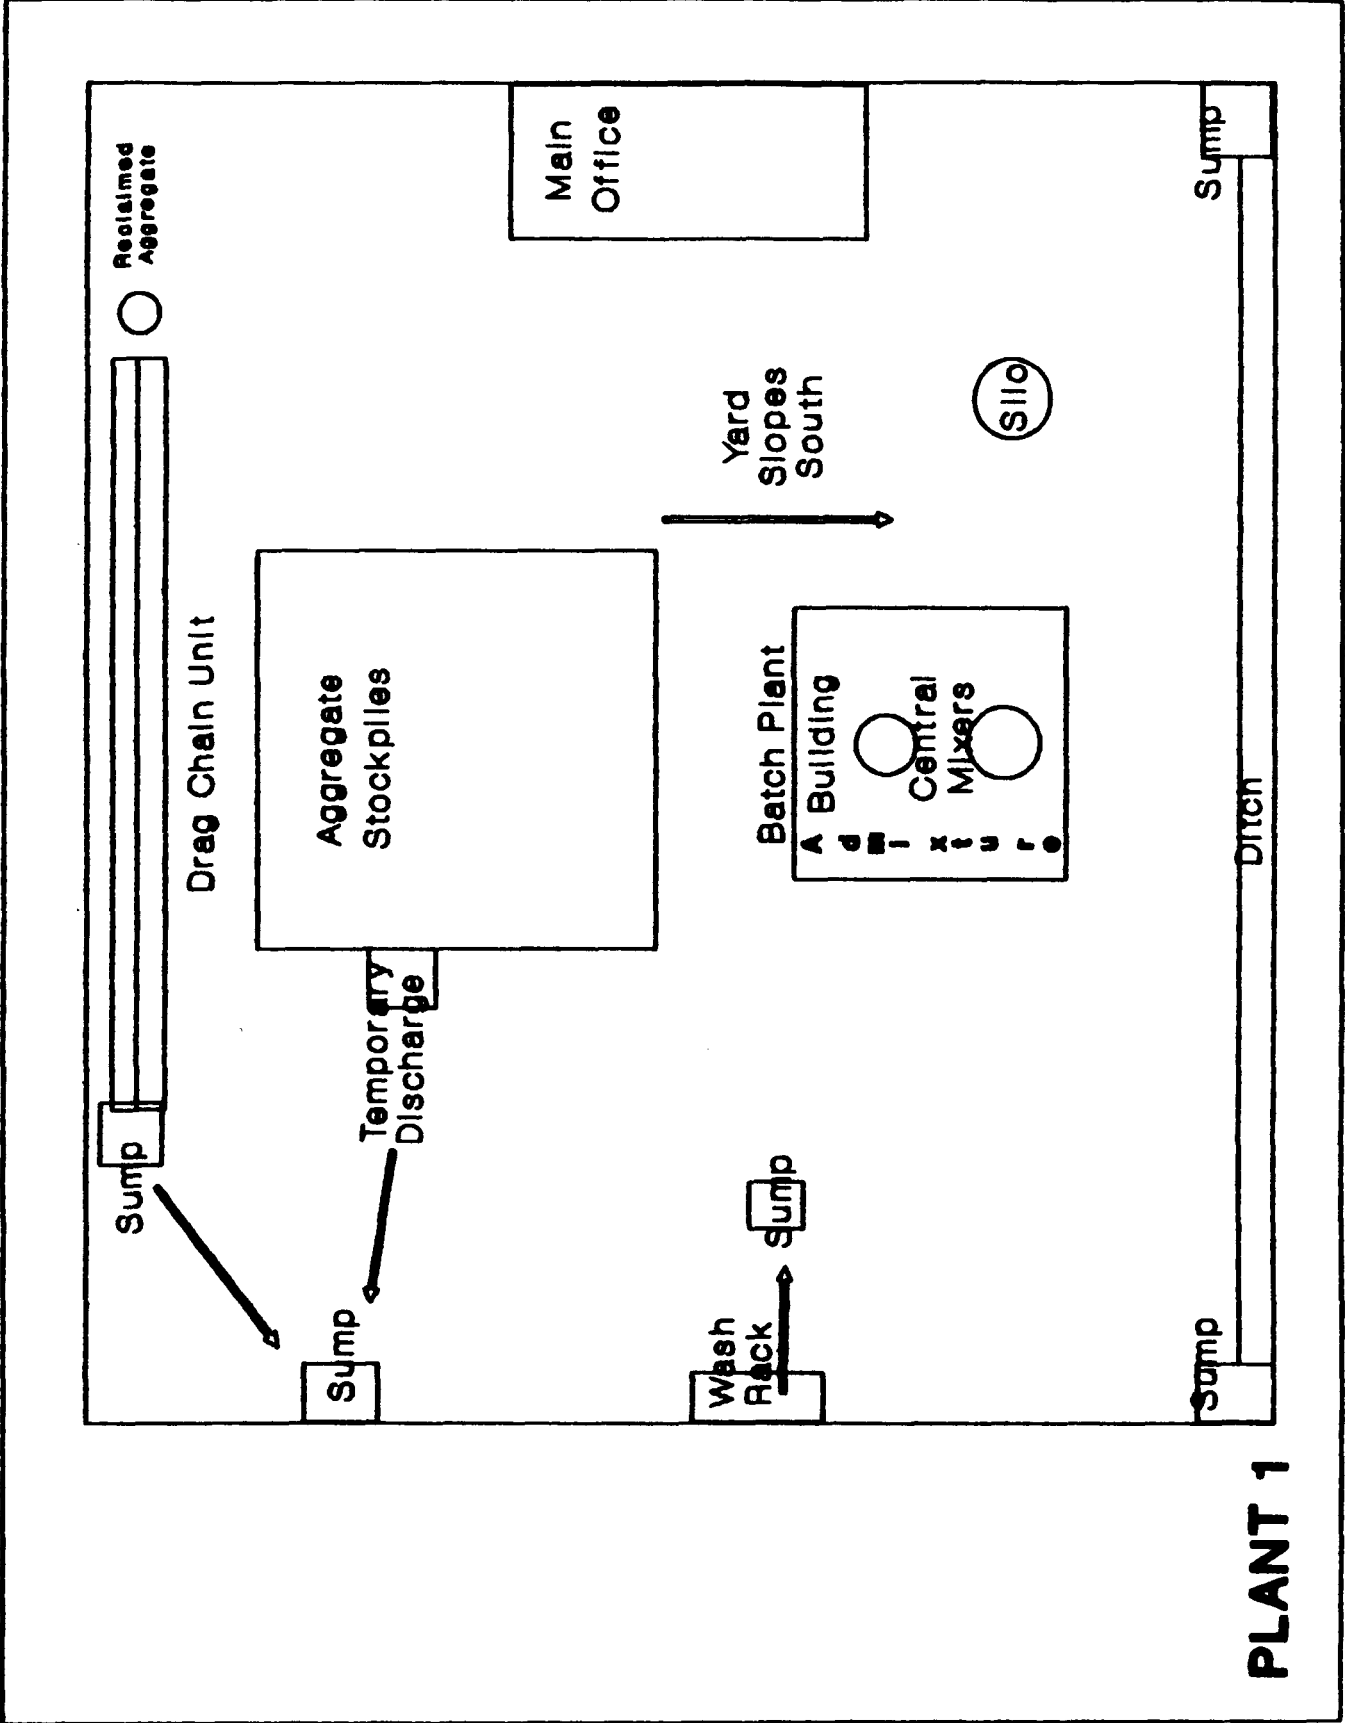 Sump
Reclaimed
Aggregate
Drag Chain Unit
Sump
Temporary
Discharge
Aggregate
Stockpiles
Main
Office
Wash
Rack
Sump
Batch Plant
Building
Admixture
Central
Mixers
Yard
Slopes
South
Silo
Sump
Ditch
Sump
PLANT 1